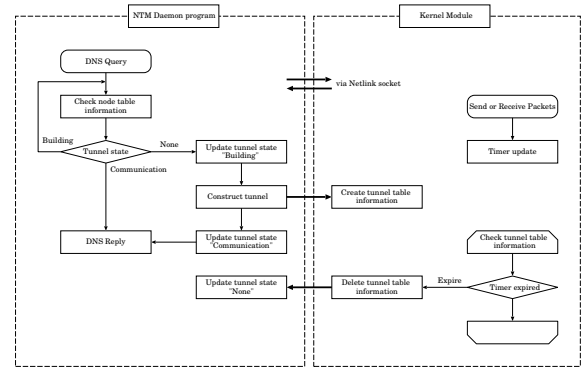 NTM Daemon program
Kernel Module
DNS Query
via Netlink socket
Check node table
information
Send or Receive Packets
Building
Tunnel state
None
Update tunnel state
"Building"
Timer update
Communication
Construct tunnel
Create tunnel table
information
DNS Reply
Update tunnel state
"Communication"
Check tunnel table
information
Update tunnel state
"None"
Delete tunnel table
information
Expire
Timer expired